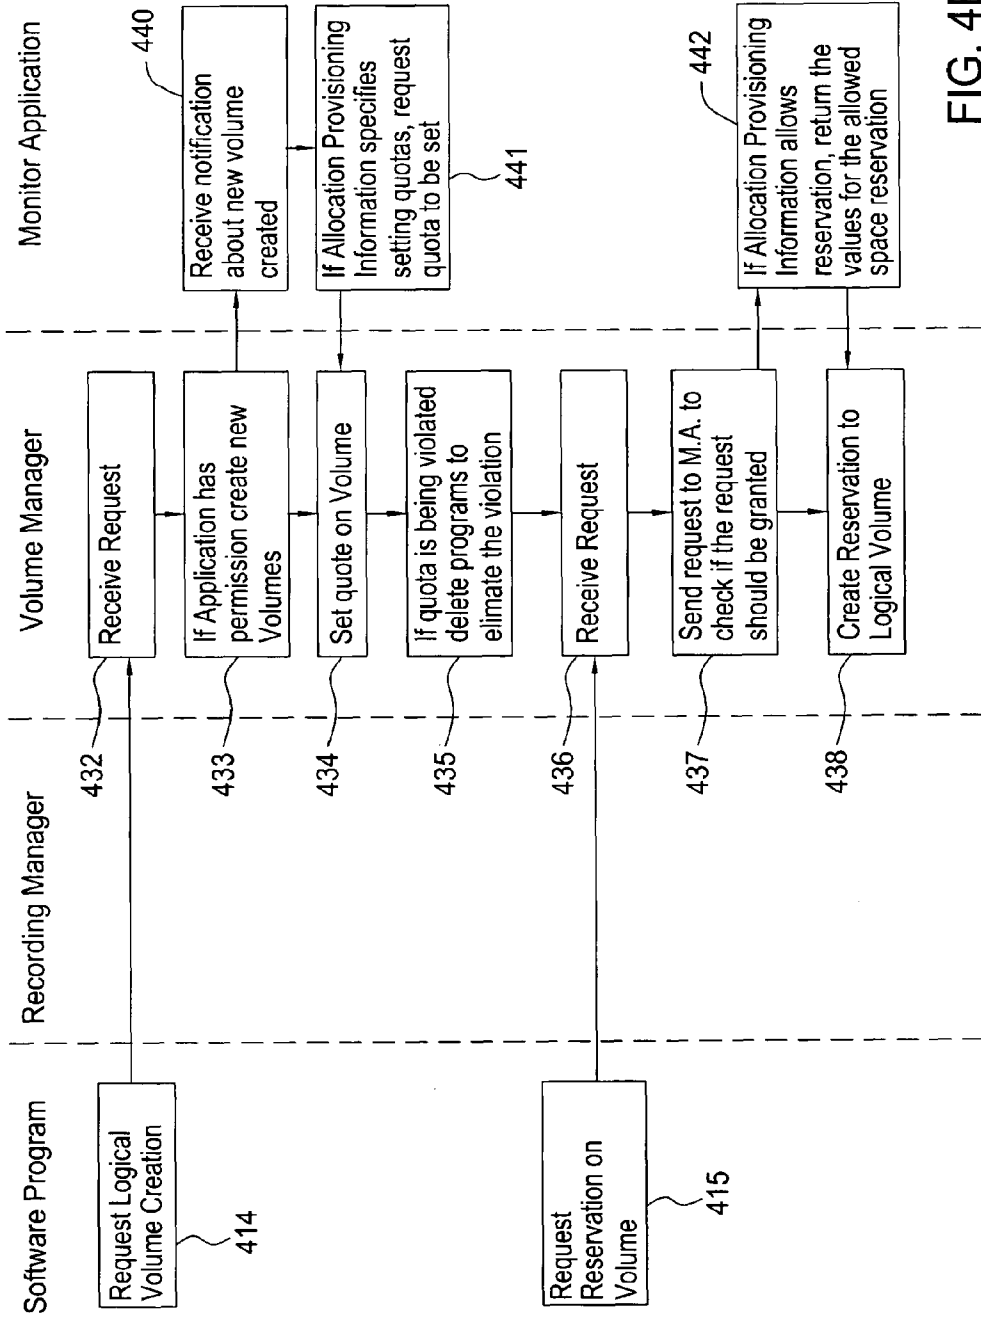 Software Program
Recording Manager
Volume Manager
Monitor Application
Request Logical
Volume Creation
414
432
Receive Request
433
If Application has
permission create new
Volumes
440
Receive notification
about new volume
created
434
Set quote on Volume
If Allocation Provisioning
Information specifies
setting quotas, request
quota to be set
441
435
If quota is being violated
delete programs to
elimate the violation
Request
Reservation on
Volume
415
436
Receive Request
437
Send request to M.A. to
check if the request
should be granted
442
If Allocation Provisioning
Information allows
reservation, return the
values for the allowed
space reservation
438
Create Reservation to
Logical Volume
FIG. 4